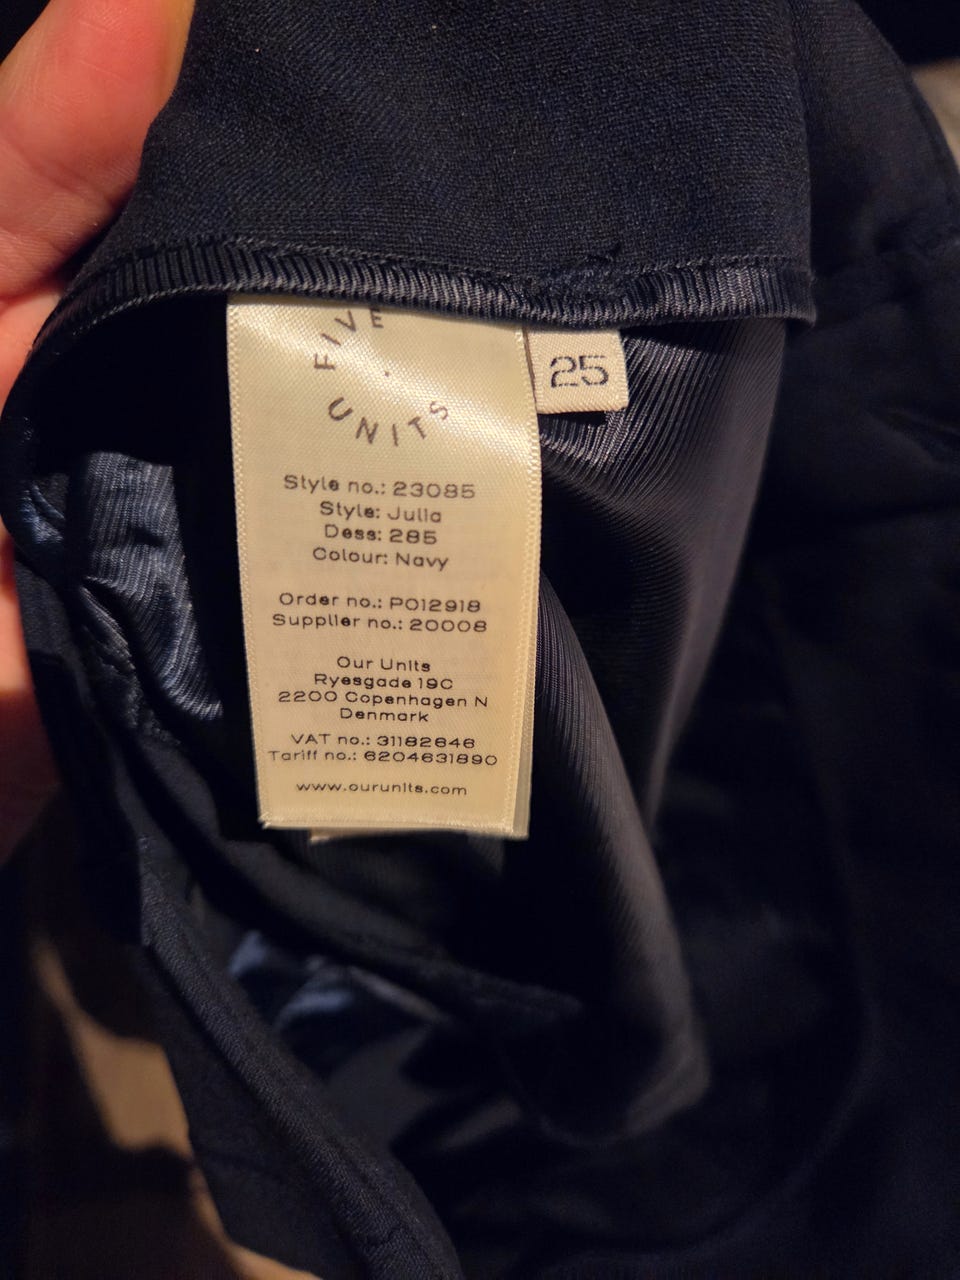 FIV
E
UNITS
25
Style no.: 23085
Style: Julia
Dess: 285
Colour: Navy
Order no.: PO12918
Supplier no.: 20008
Our Units
Ryesgade 19C
2200 Copenhagen N
Denmark
VAT no.: 31182646
Tariff no.: 6204631890
www.ourunits.com